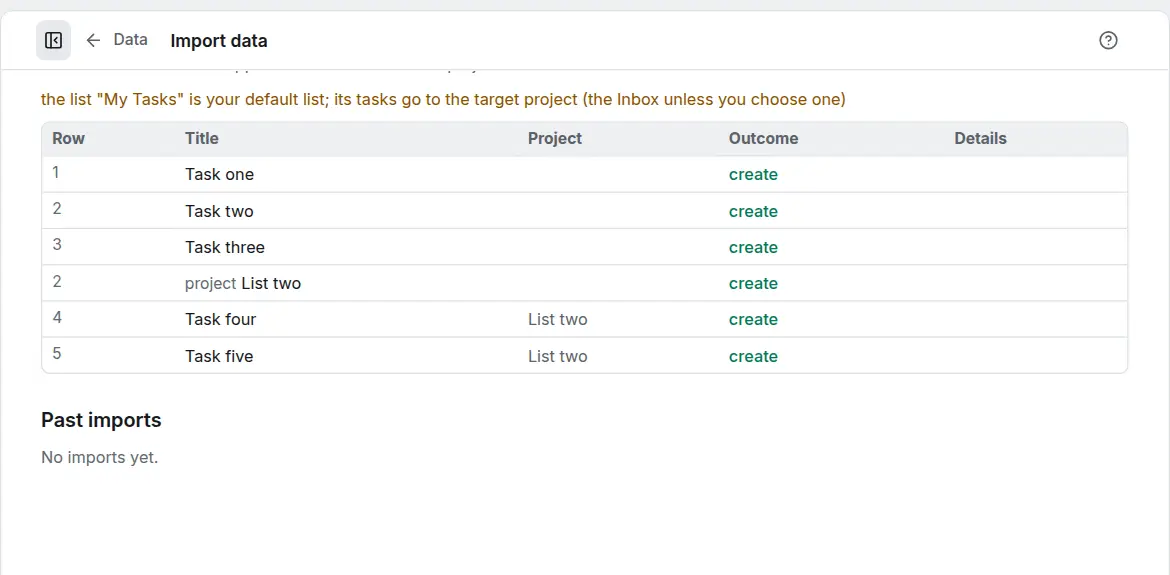 Data Import data
the list "My Tasks" is your default list; its tasks go to the target project (the Inbox unless you choose one)
Row Title Project Outcome Details
1 Task one create
2 Task two create
3 Task three create
2 project List two create
4 Task four List two create
5 Task five List two create
Past imports
No imports yet.